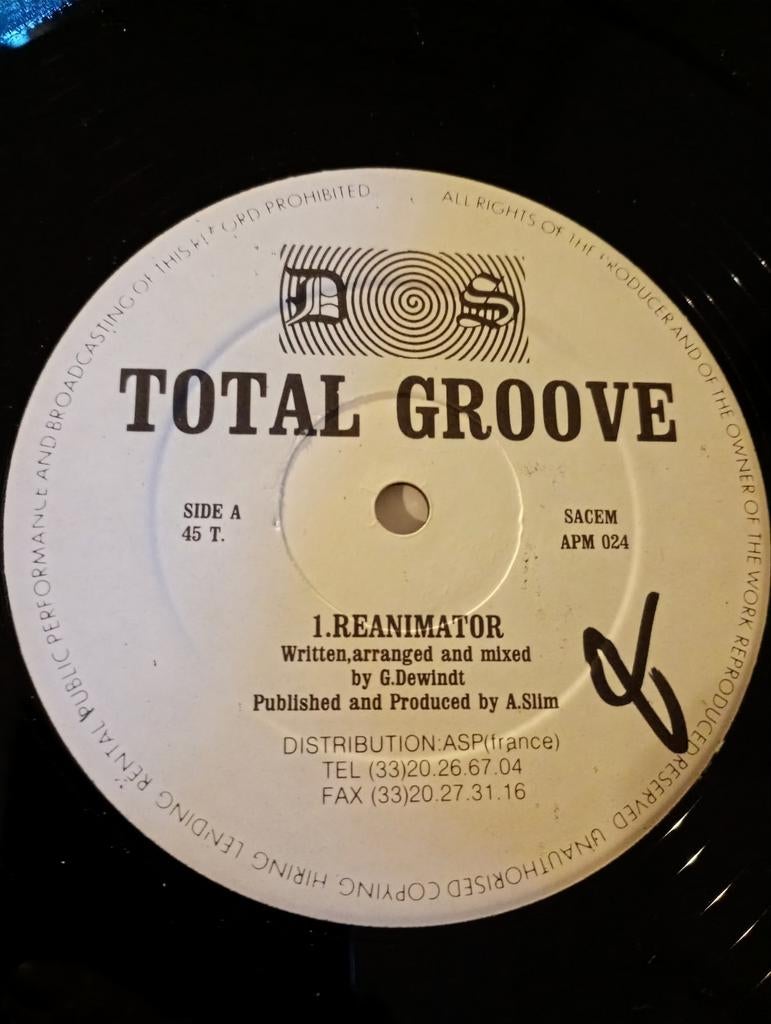 ALL RIGHTS OF THE PRODUCER AND OF THE OWNER OF THE WORK REPRODUCED RESERVED UNAUTHORISED COPYING, HIRING LENDING RENTAL PUBLIC PERFORMANCE AND BROADCASTING OF THIS RECORD PROHIBITED
D S
TOTAL GROOVE
SIDE A
45 T.
SACEM
APM 024
1.REANIMATOR
Written,arranged and mixed
by G.Dewindt
Published and Produced by A.Slim
DISTRIBUTION:ASP(france)
TEL (33)20.26.67.04
FAX (33)20.27.31.16